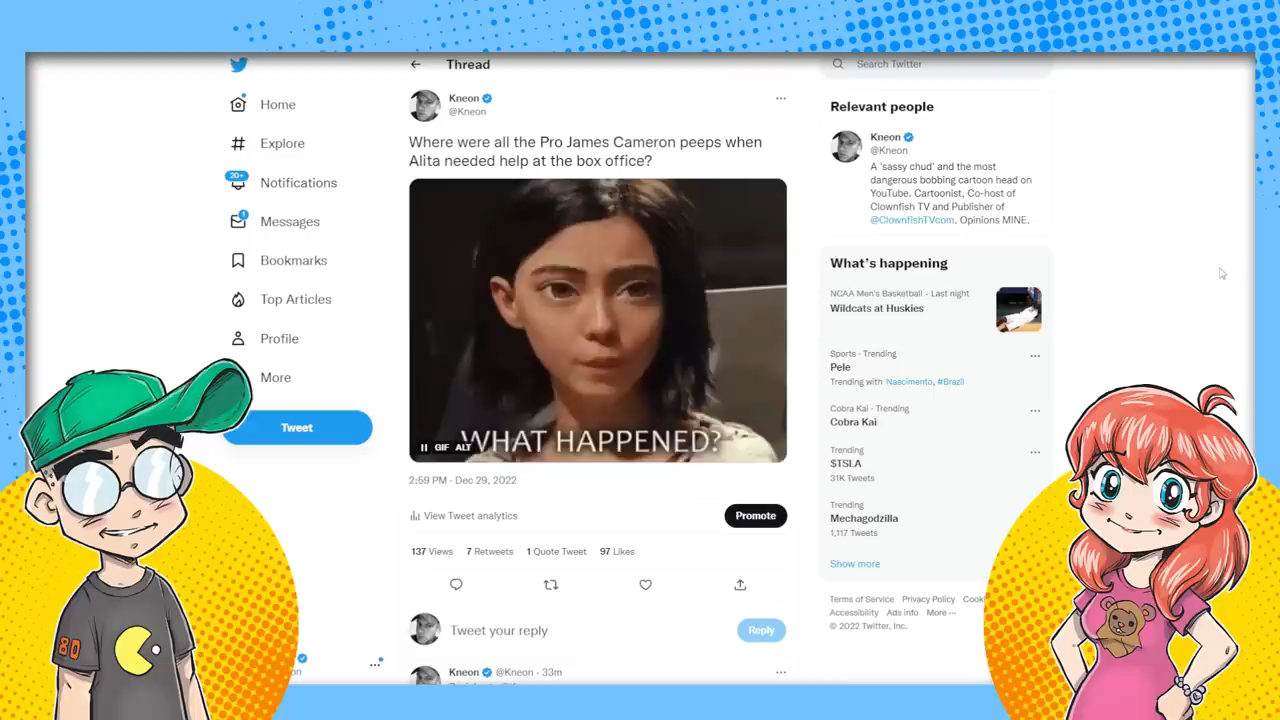 Home
Explore
20+
Notifications
1
Messages
Bookmarks
Top Articles
Profile
More
Tweet
Thread
Kneon
@Kneon
Where were all the Pro James Cameron peeps when
Alita needed help at the box office?
GIF ALT
WHAT HAPPENED?
2:59 PM · Dec 29, 2022
View Tweet analytics
Promote
137 Views 7 Retweets 1 Quote Tweet 97 Likes
Tweet your reply
Reply
Kneon @Kneon · 33m
Search Twitter
Relevant people
Kneon
@Kneon
A 'sassy chud' and the most
dangerous bobbing cartoon head on
YouTube. Cartoonist, Co-host of
Clownfish TV and Publisher of
@ClownfishTVcom. Opinions MINE.
What's happening
NCAA Men's Basketball · Last night
Wildcats at Huskies
Sports · Trending
Pele
Trending with Nascimento, #Brazil
Cobra Kai · Trending
Cobra Kai
Trending
$TSLA
31K Tweets
Trending
Mechagodzilla
1,117 Tweets
Show more
Terms of Service Privacy Policy Cook
Accessibility Ads info More ···
© 2022 Twitter, Inc.
80
on